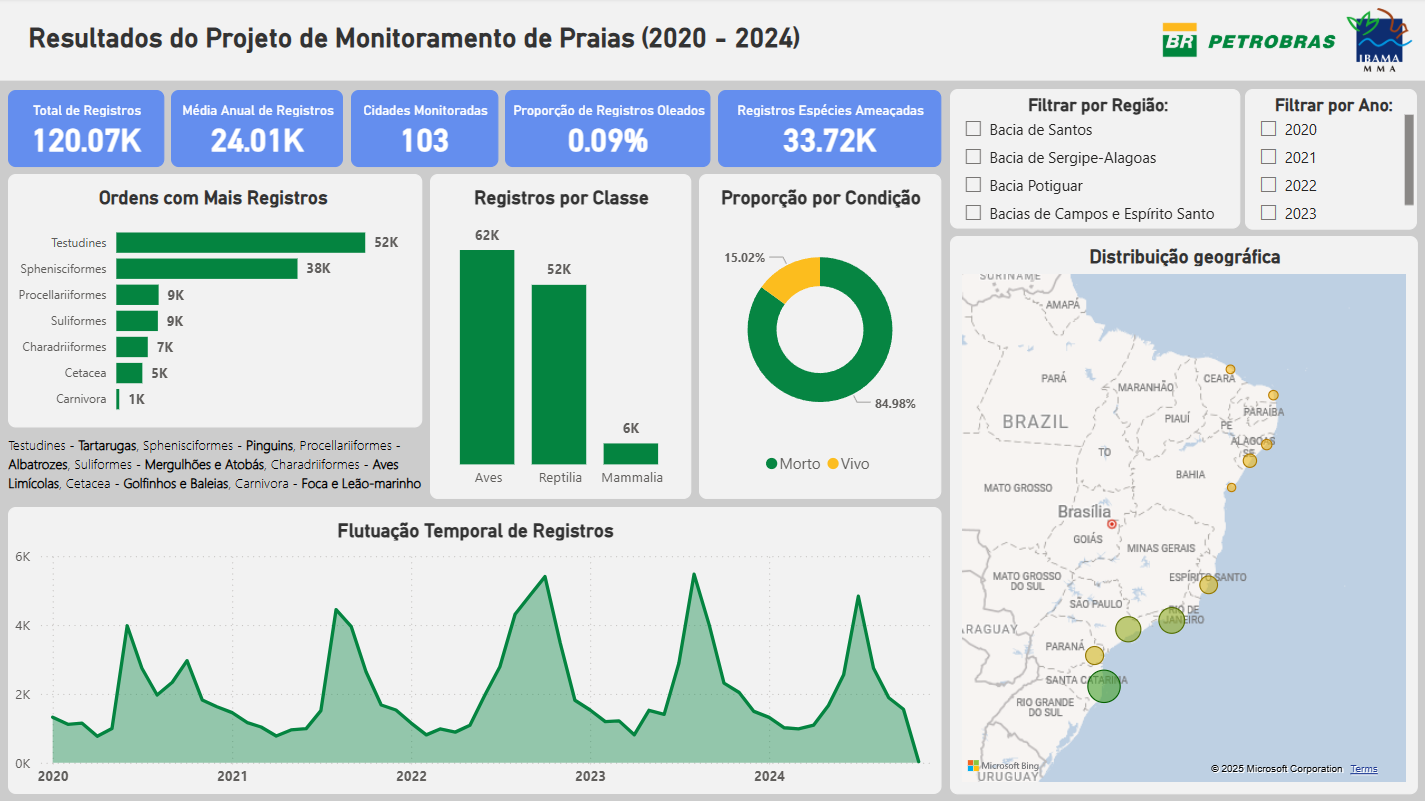 Resultados do Projeto de Monitoramento de Praias (2020 - 2024)
BR PETROBRAS
IBAMA
MMA
Total de Registros
120.07K
Média Anual de Registros
24.01K
Cidades Monitoradas
103
Proporção de Registros Oleados
0.09%
Registros Espécies Ameaçadas
33.72K
Filtrar por Região:
Bacia de Santos
Bacia de Sergipe-Alagoas
Bacia Potiguar
Bacias de Campos e Espírito Santo
Filtrar por Ano:
2020
2021
2022
2023
Ordens com Mais Registros
Testudines 52K
Sphenisciformes 38K
Procellariiformes 9K
Suliformes 9K
Charadriiformes 7K
Cetacea 5K
Carnivora 1K
Testudines - Tartarugas, Sphenisciformes - Pinguins, Procellariiformes -
Albatrozes, Suliformes - Mergulhões e Atobás, Charadriiformes - Aves
Limícolas, Cetacea - Golfinhos e Baleias, Carnivora - Foca e Leão-marinho
Registros por Classe
62K
52K
6K
Aves Reptilia Mammalia
Proporção por Condição
15.02%
84.98%
Morto Vivo
Flutuação Temporal de Registros
6K
4K
2K
0K
2020 2021 2022 2023 2024
Distribuição geográfica
SURINAME
AMAPÁ
PARÁ
MARANHÃO
CEARÁ
PARAÍBA
PIAUÍ
PE
BRAZIL
ALAGOAS
SE
TO
BAHIA
MATO GROSSO
Brasília
GOIÁS
MINAS GERAIS
MATO GROSSO
DO SUL
ESPÍRITO SANTO
SÃO PAULO
RIO DE
JANEIRO
ARAGUAY
PARANÁ
SANTA CATARINA
RIO GRANDE
DO SUL
Microsoft Bing
URUGUAY
© 2025 Microsoft Corporation Terms